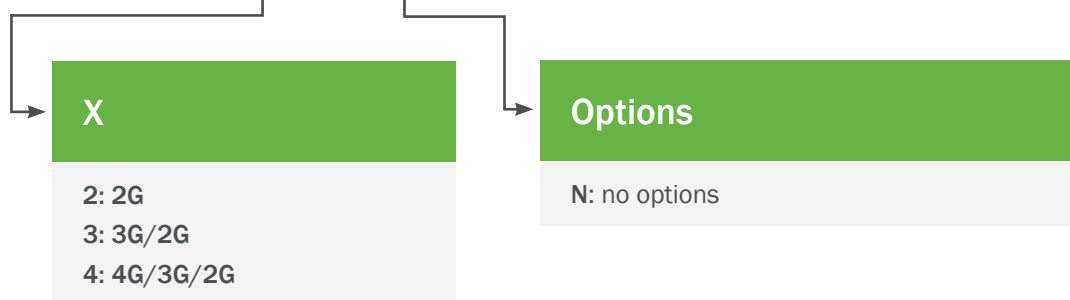 X
2: 2G
3: 3G/2G
4: 4G/3G/2G
Options
N: no options